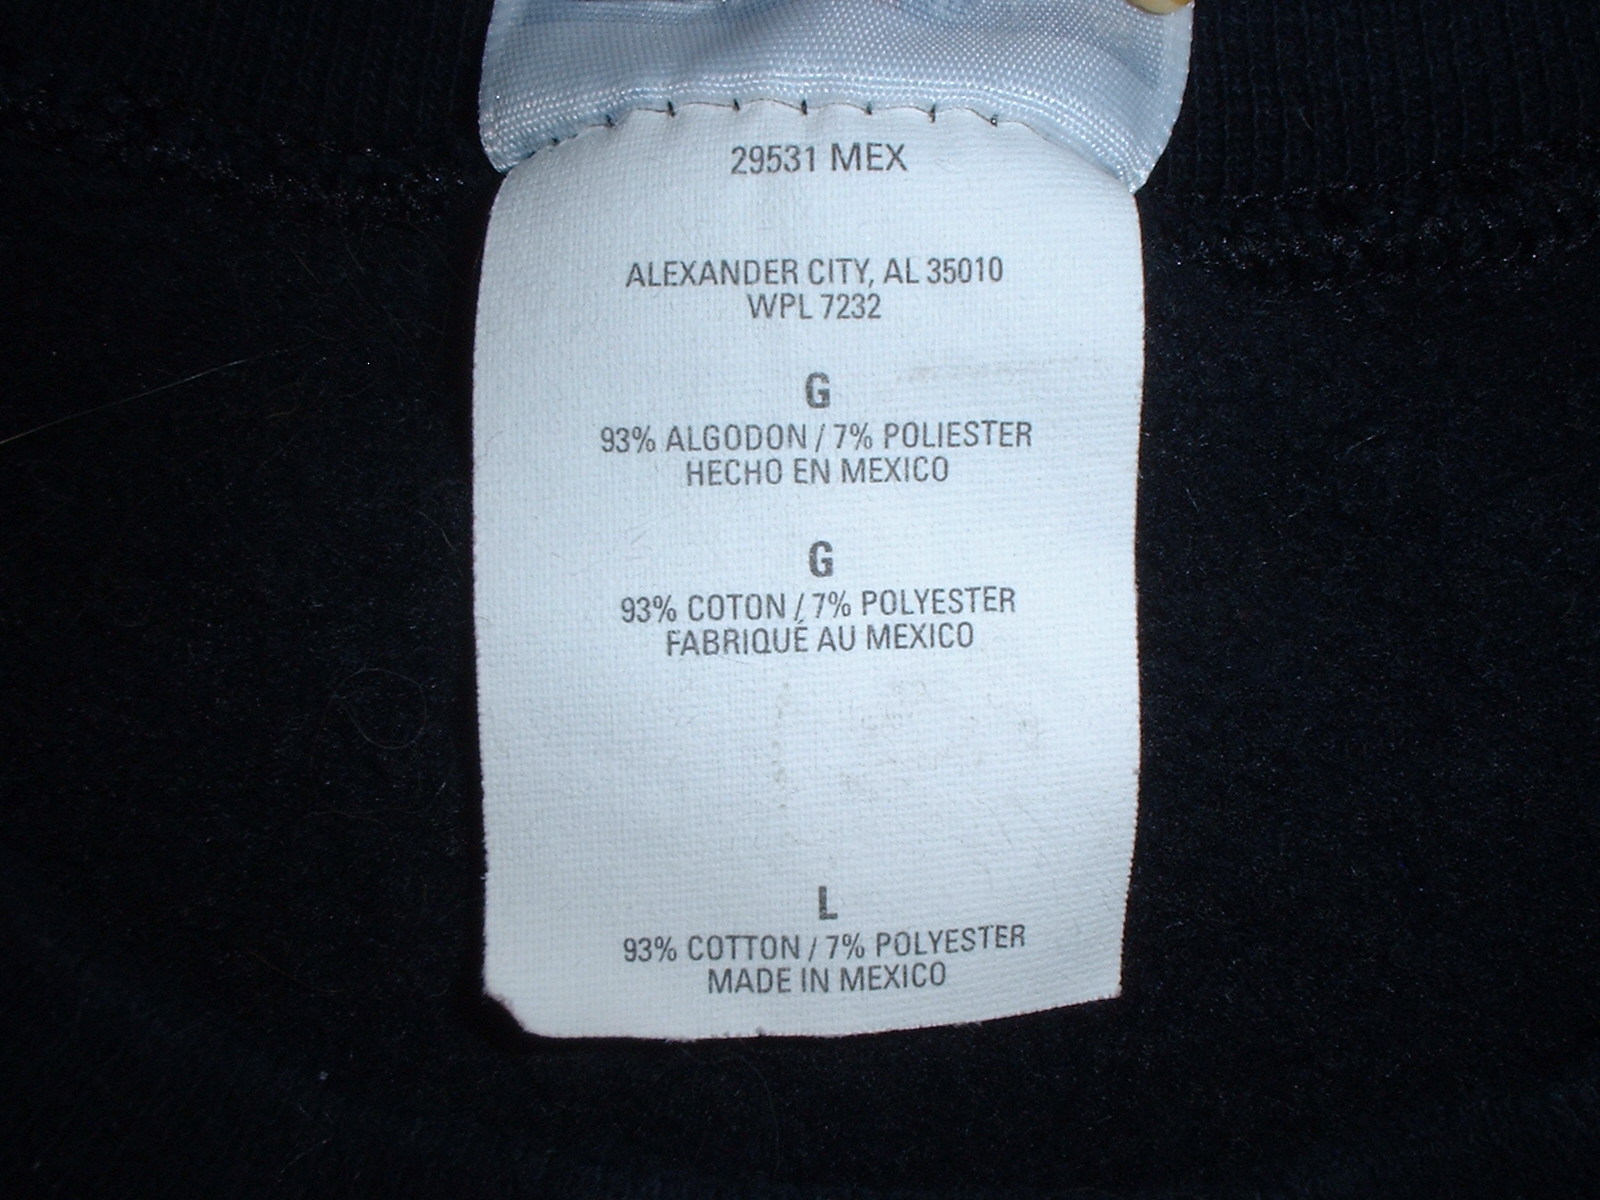 29531 MEX
ALEXANDER CITY, AL 35010
WPL 7232
G
93% ALGODON / 7% POLIESTER
HECHO EN MEXICO
G
93% COTON / 7% POLYESTER
FABRIQUÉ AU MEXICO
L
93% COTTON / 7% POLYESTER
MADE IN MEXICO